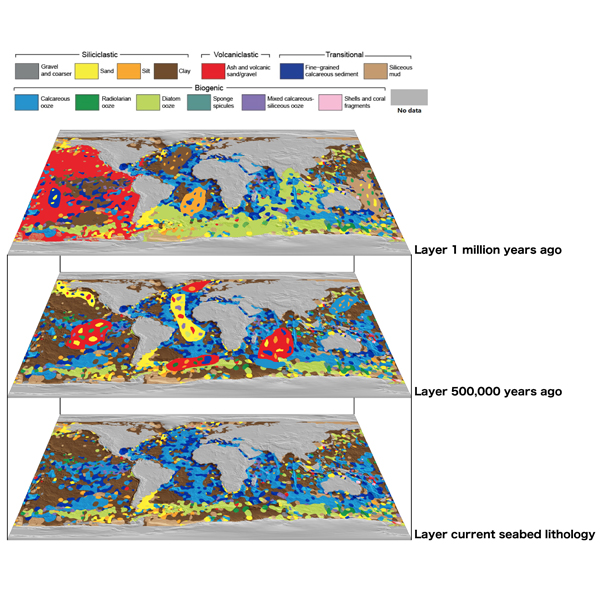 Siliciclastic
Volcaniclastic
Transitional
Gravel
and coarser
Sand
Silt
Clay
Ash and volcanic
sand/gravel
Fine-grained
calcareous sediment
Siliceous
mud
Biogenic
Calcareous
ooze
Radiolarian
ooze
Diatom
ooze
Sponge
spicules
Mixed calcareous-
siliceous ooze
Shells and coral
fragments
No data
Layer 1 million years ago
Layer 500,000 years ago
Layer current seabed lithology